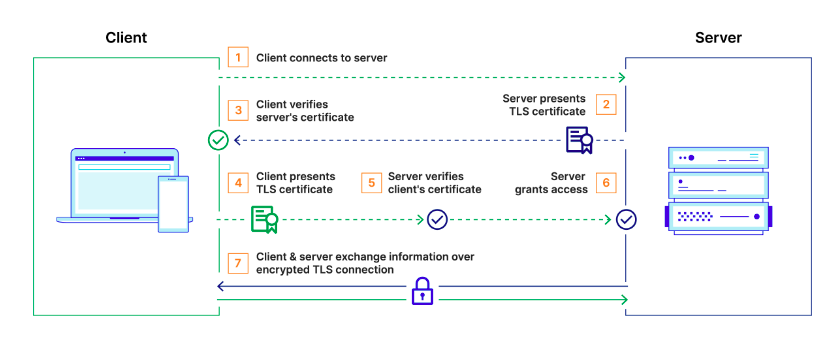 Client
Server
1
Client connects to server
Server presents
TLS certificate
2
3
Client verifies
server's certificate
4
Client presents
TLS certificate
5
Server verifies
client's certificate
Server
grants access
6
7
Client & server exchange information over
encrypted TLS connection